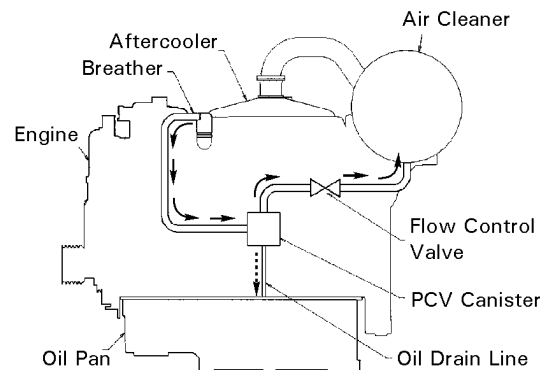 Air Cleaner
Aftercooler
Breather
Engine
Flow Control
Valve
PCV Canister
Oil Pan
Oil Drain Line